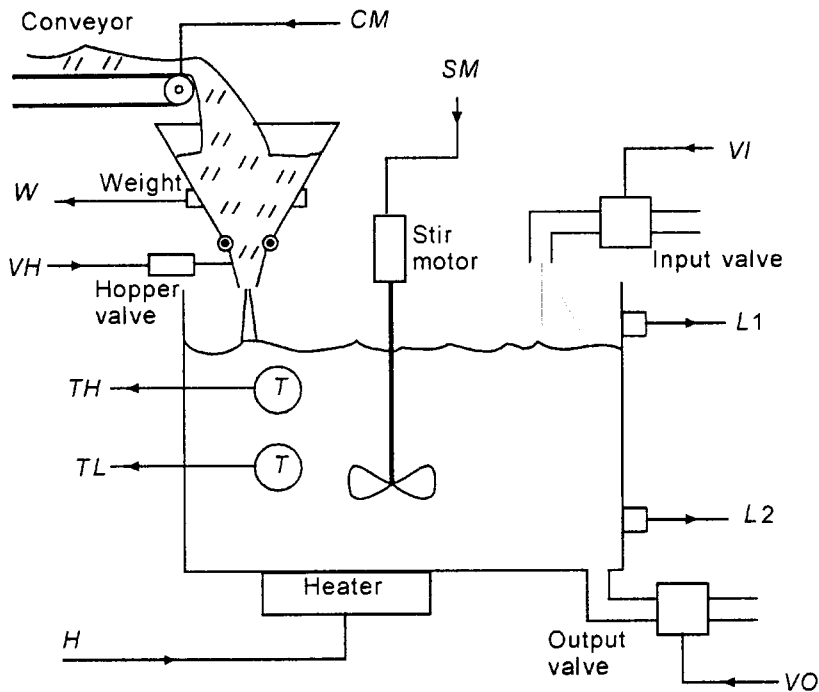 Conveyor
CM
SM
VI
W
Weight
Stir
motor
VH
Hopper
valve
Input valve
L1
TH
T
TL
T
L2
Heater
H
Output
valve
VO